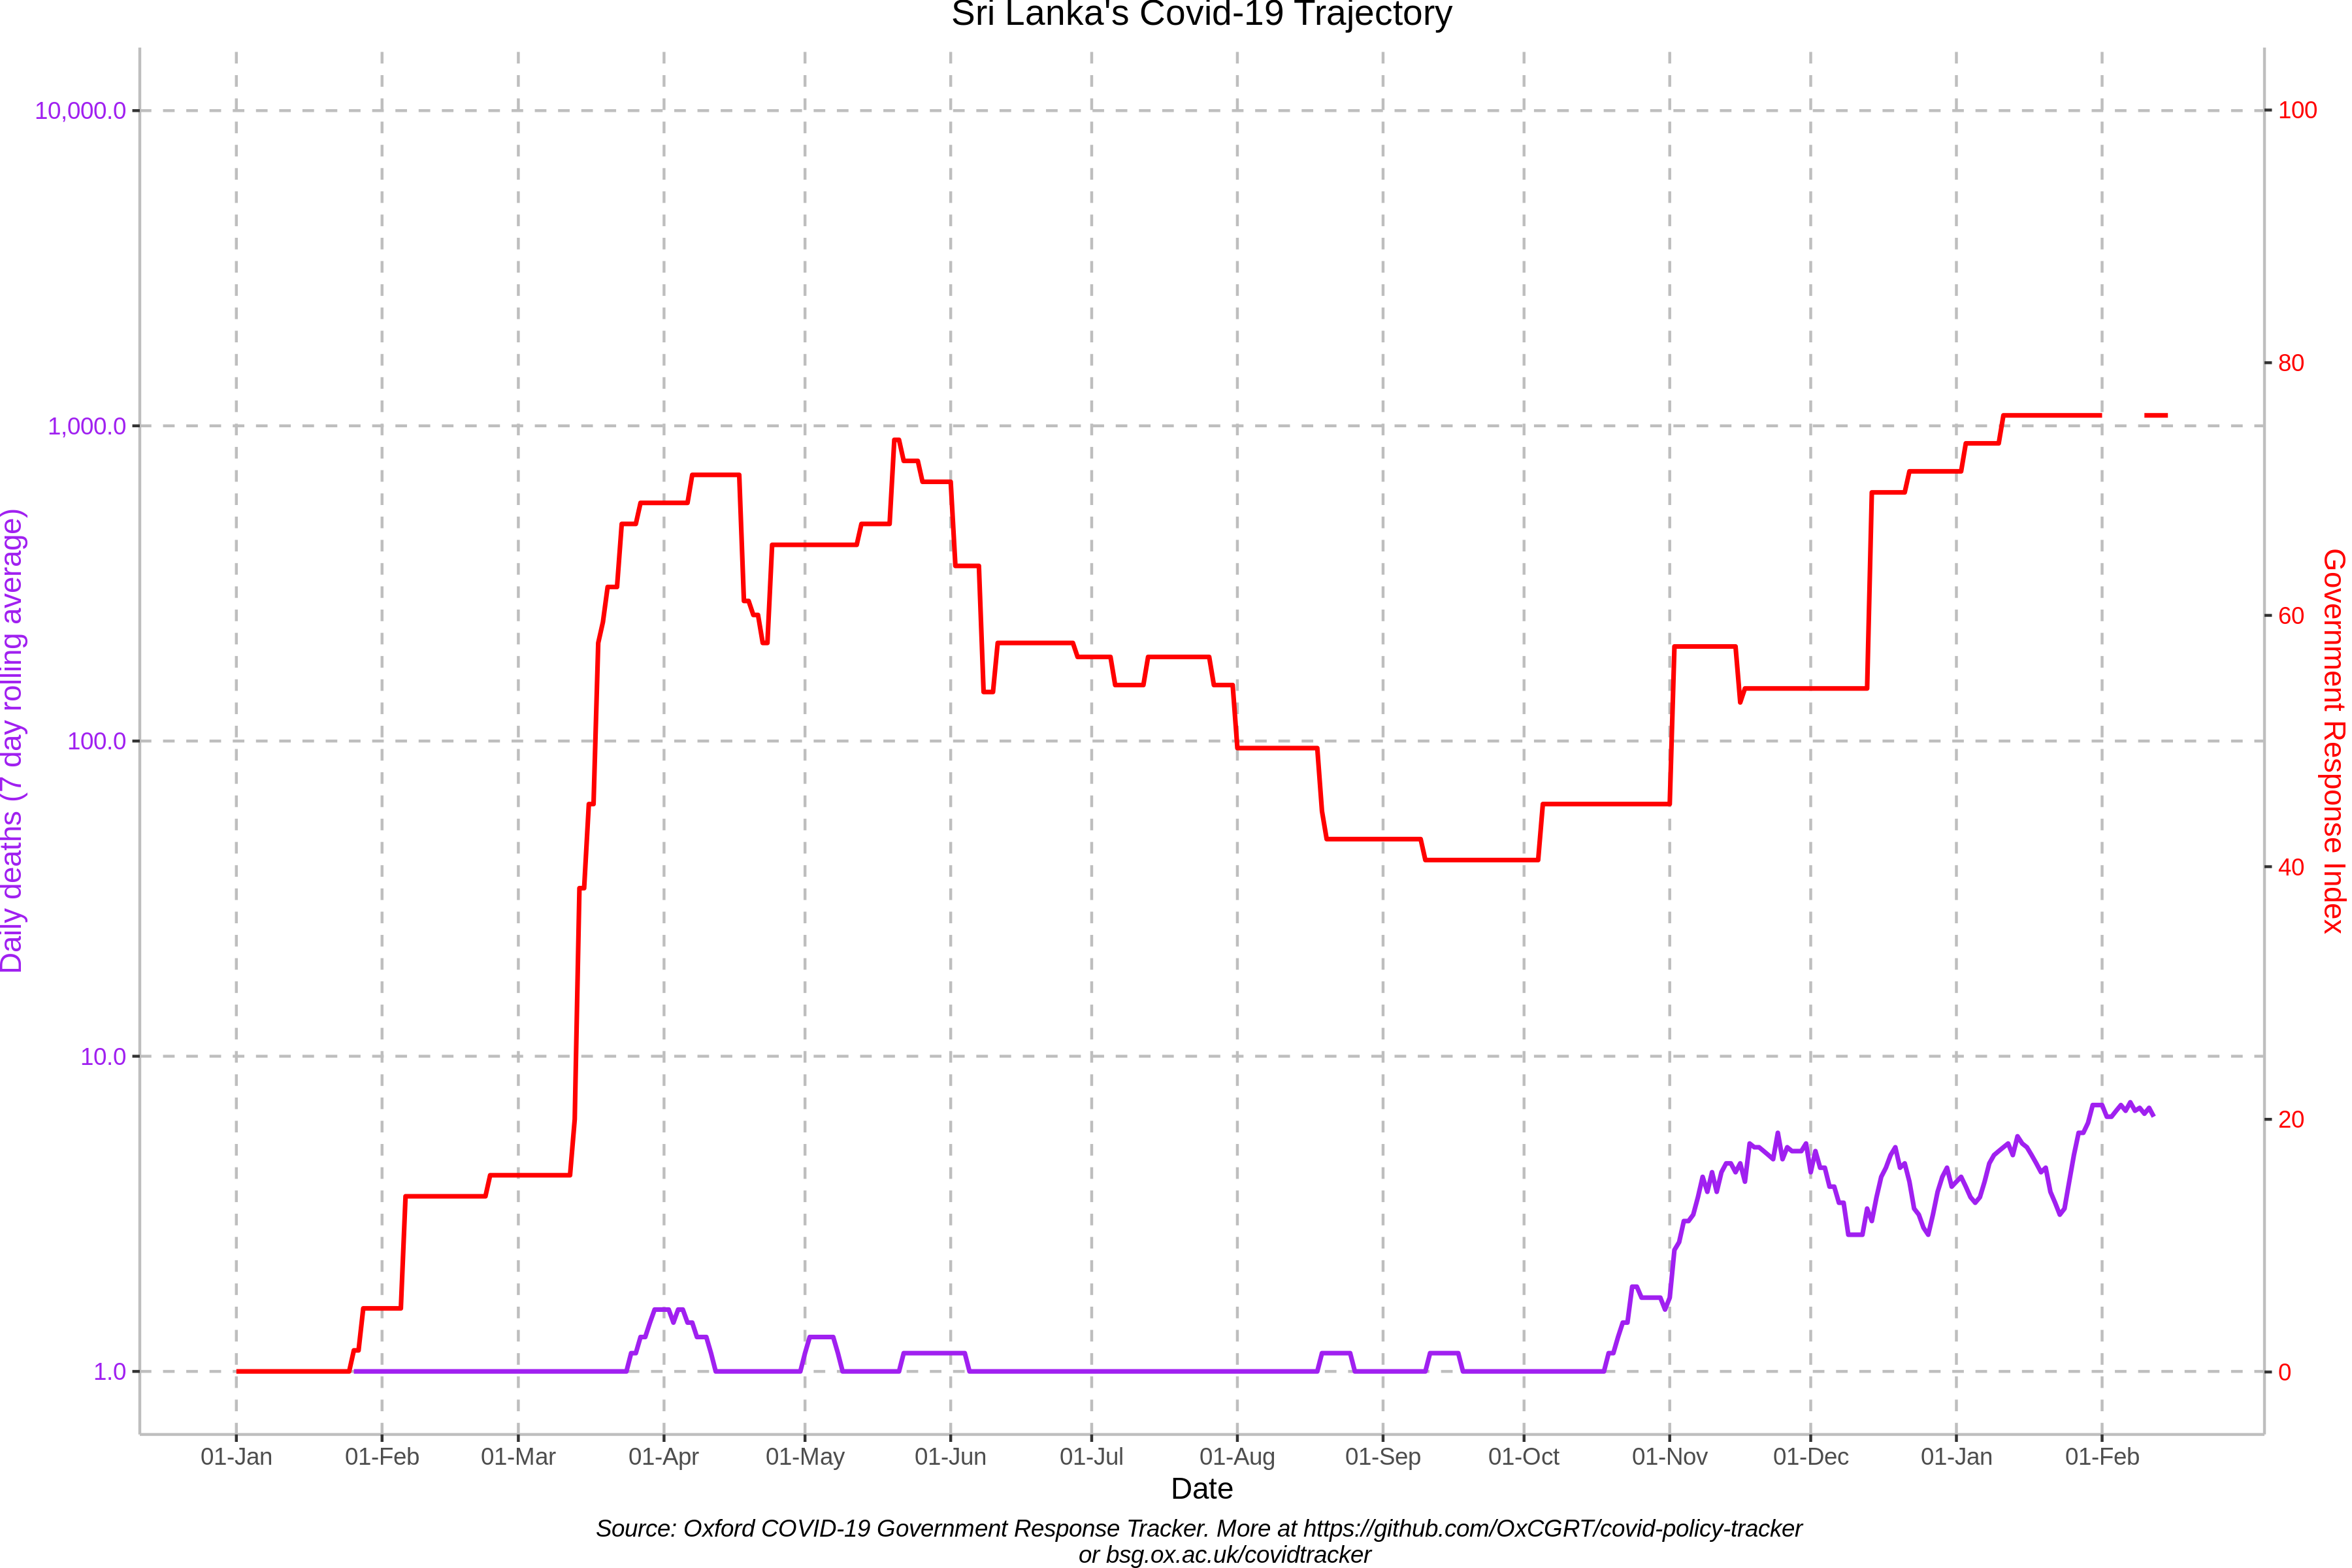 Sri Lanka's Covid-19 Trajectory
10,000.0
1,000.0
100.0
10.0
1.0
Daily deaths (7 day rolling average)
100
80
60
40
20
0
Government Response Index
01-Jan 01-Feb 01-Mar 01-Apr 01-May 01-Jun 01-Jul 01-Aug 01-Sep 01-Oct 01-Nov 01-Dec 01-Jan 01-Feb
Date
Source: Oxford COVID-19 Government Response Tracker. More at https://github.com/OxCGRT/covid-policy-tracker
or bsg.ox.ac.uk/covidtracker